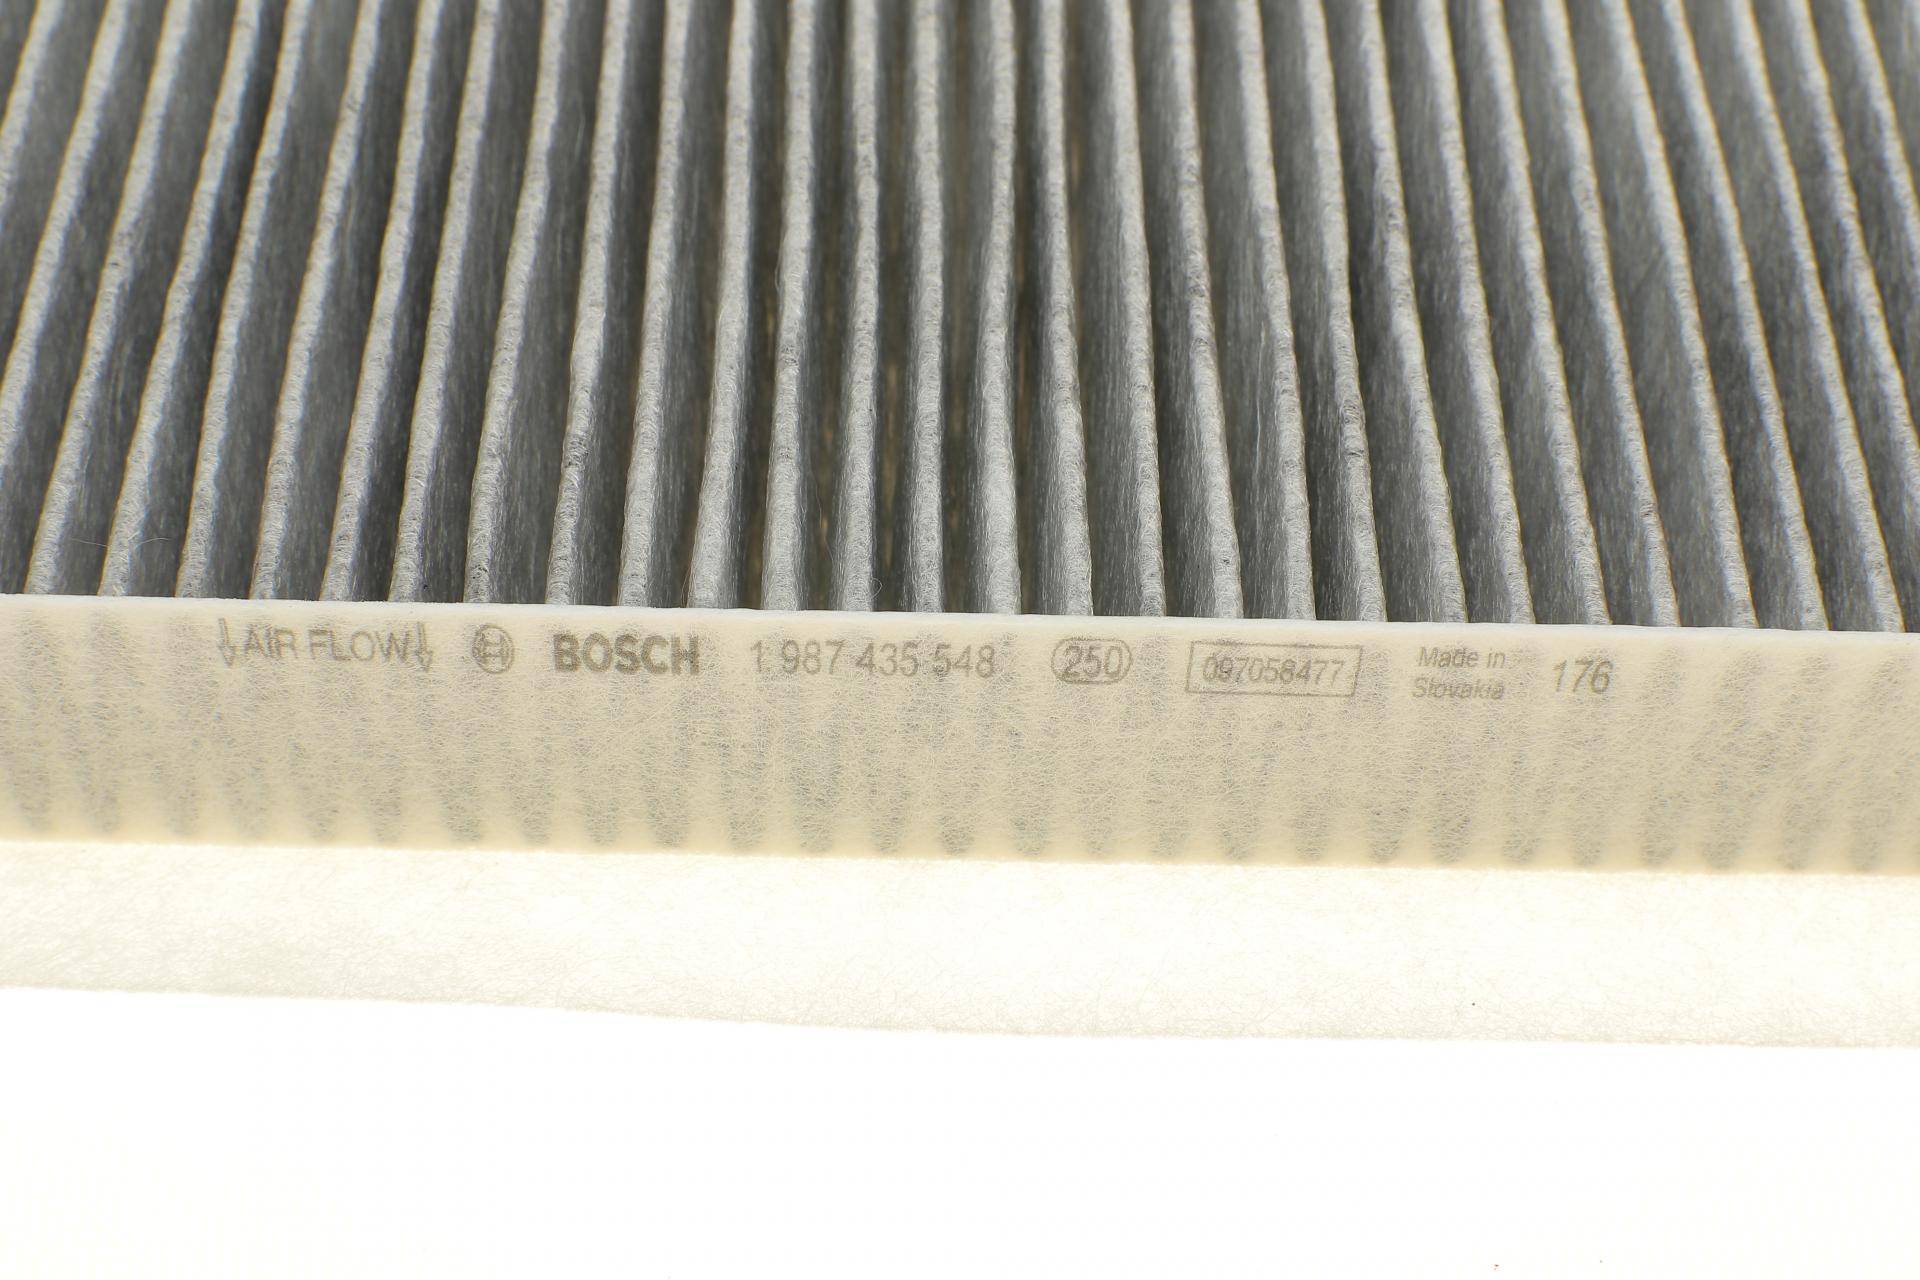 ↓AIR FLOW↓ BOSCH 1 987 435 548 250 097058477 Made in Slovakia 176